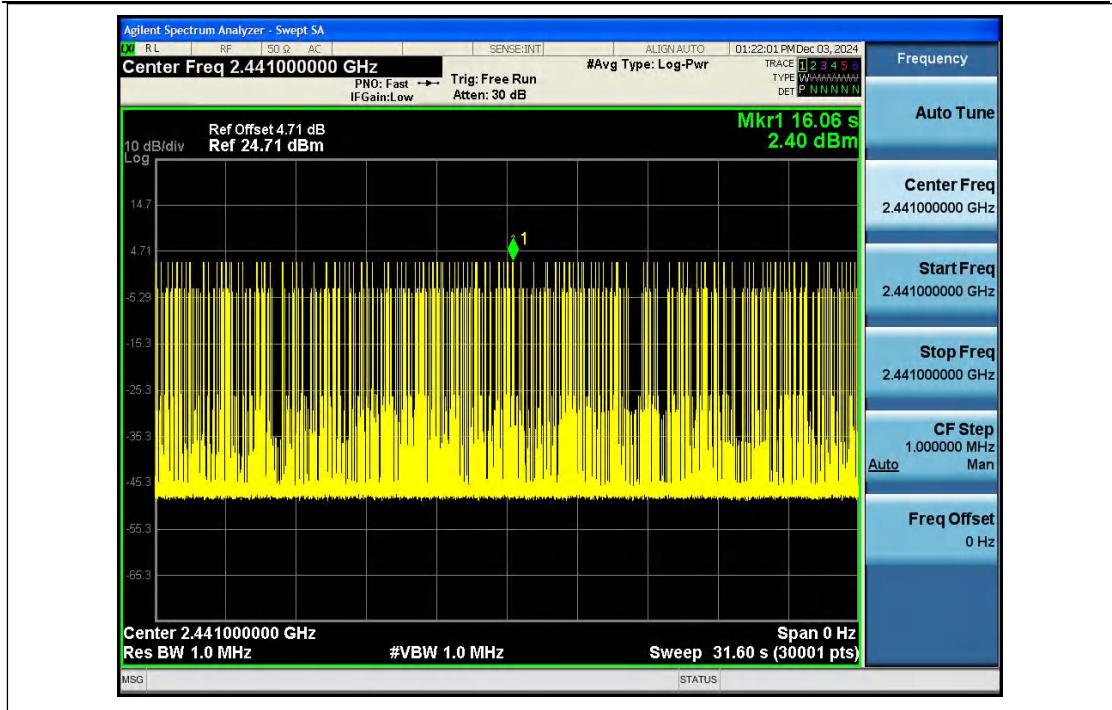 Agilent Spectrum Analyzer - Swept SA
LXI RL RF 50 Ω AC SENSE:INT ALIGN AUTO 01:22:01 PM Dec 03, 2024
Center Freq 2.441000000 GHz
PNO: Fast
IFGain:Low
Trig: Free Run
Atten: 30 dB
#Avg Type: Log-Pwr
TRACE 1 2 3 4 5 6
TYPE WWWWWW
DET P N N N N N
Mkr1 16.06 s
2.40 dBm
Ref Offset 4.71 dB
10 dB/div Ref 24.71 dBm
Log
14.7
4.71
-5.29
-15.3
-25.3
-35.3
-45.3
-55.3
-65.3
1
Center 2.441000000 GHz Span 0 Hz
Res BW 1.0 MHz #VBW 1.0 MHz Sweep 31.60 s (30001 pts)
MSG STATUS
Frequency
Auto Tune
Center Freq
2.441000000 GHz
Start Freq
2.441000000 GHz
Stop Freq
2.441000000 GHz
CF Step
1.000000 MHz
Auto Man
Freq Offset
0 Hz